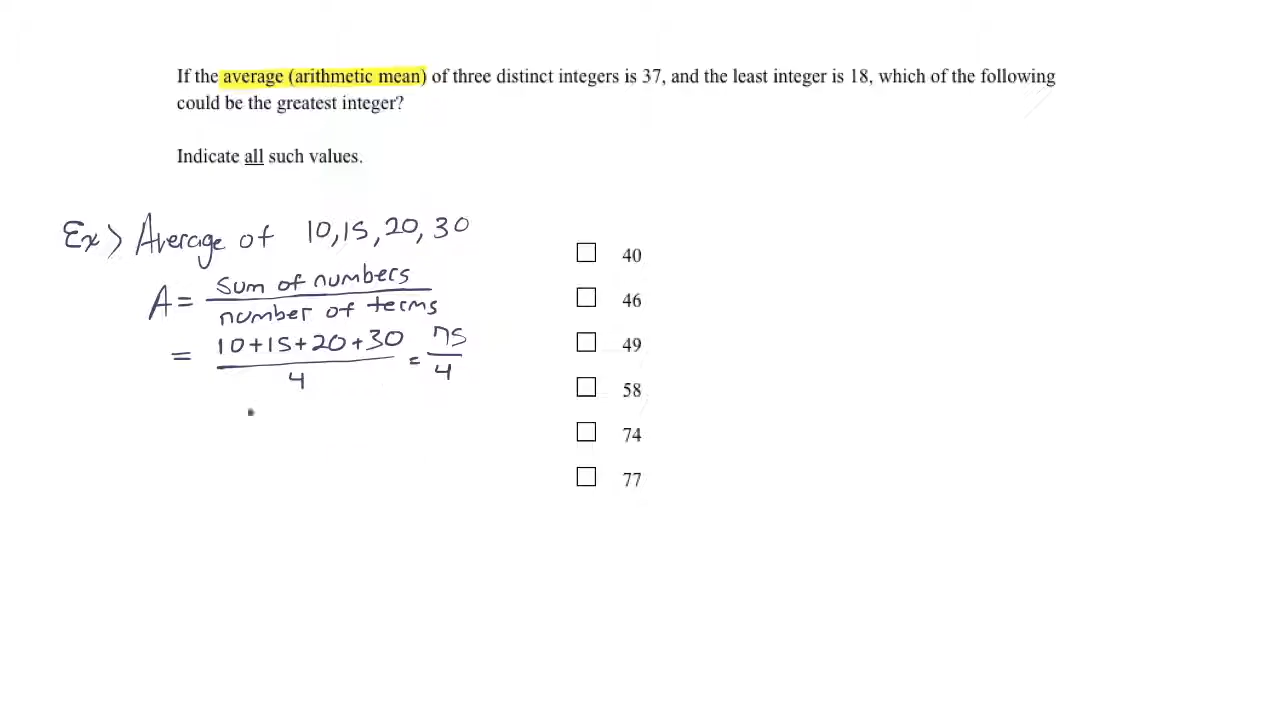 If the average (arithmetic mean) of three distinct integers is 37, and the least integer is 18, which of the following
could be the greatest integer?
Indicate all such values.
Ex> Average of 10,15,20,30
A = sum of numbers
number of terms
= 10+15+20+30 = 75
4 4
40
46
49
58
74
77